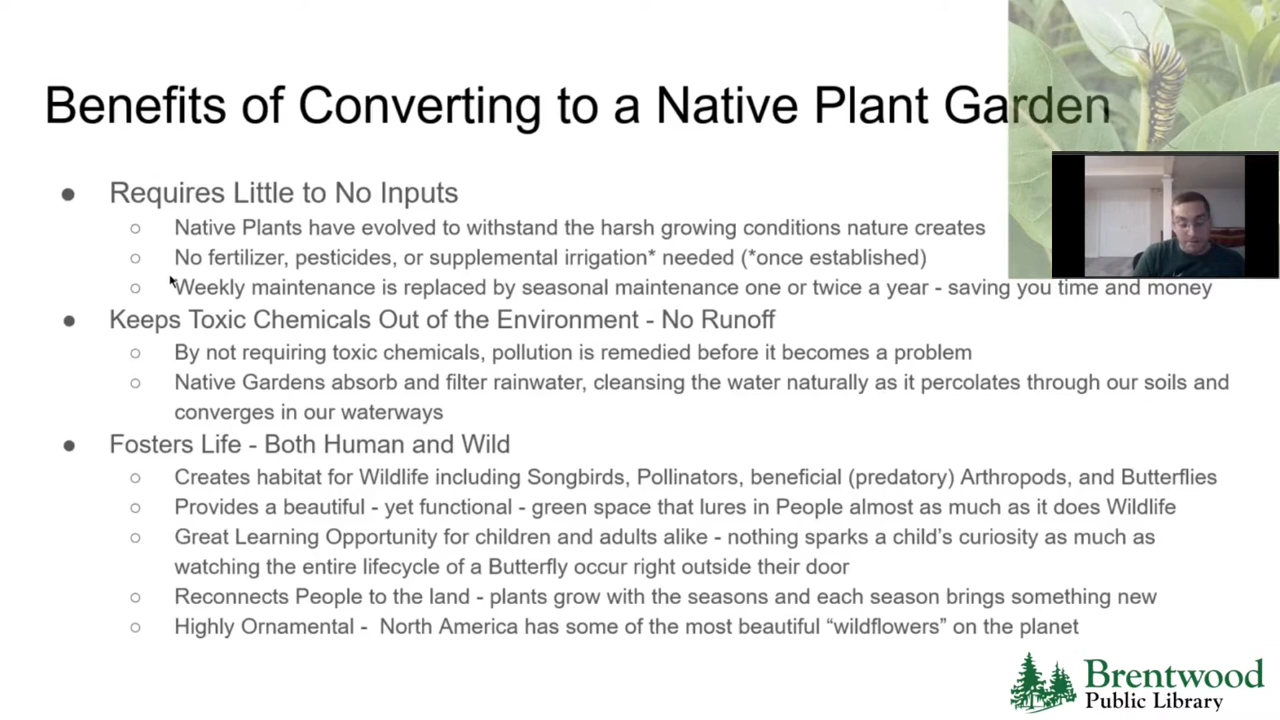 Benefits of Converting to a Native Plant Garden
● Requires Little to No Inputs
○ Native Plants have evolved to withstand the harsh growing conditions nature creates
○ No fertilizer, pesticides, or supplemental irrigation* needed (*once established)
○ Weekly maintenance is replaced by seasonal maintenance one or twice a year - saving you time and money
● Keeps Toxic Chemicals Out of the Environment - No Runoff
○ By not requiring toxic chemicals, pollution is remedied before it becomes a problem
○ Native Gardens absorb and filter rainwater, cleansing the water naturally as it percolates through our soils and
converges in our waterways
● Fosters Life - Both Human and Wild
○ Creates habitat for Wildlife including Songbirds, Pollinators, beneficial (predatory) Arthropods, and Butterflies
○ Provides a beautiful - yet functional - green space that lures in People almost as much as it does Wildlife
○ Great Learning Opportunity for children and adults alike - nothing sparks a child’s curiosity as much as
watching the entire lifecycle of a Butterfly occur right outside their door
○ Reconnects People to the land - plants grow with the seasons and each season brings something new
○ Highly Ornamental - North America has some of the most beautiful “wildflowers” on the planet
Brentwood
Public Library